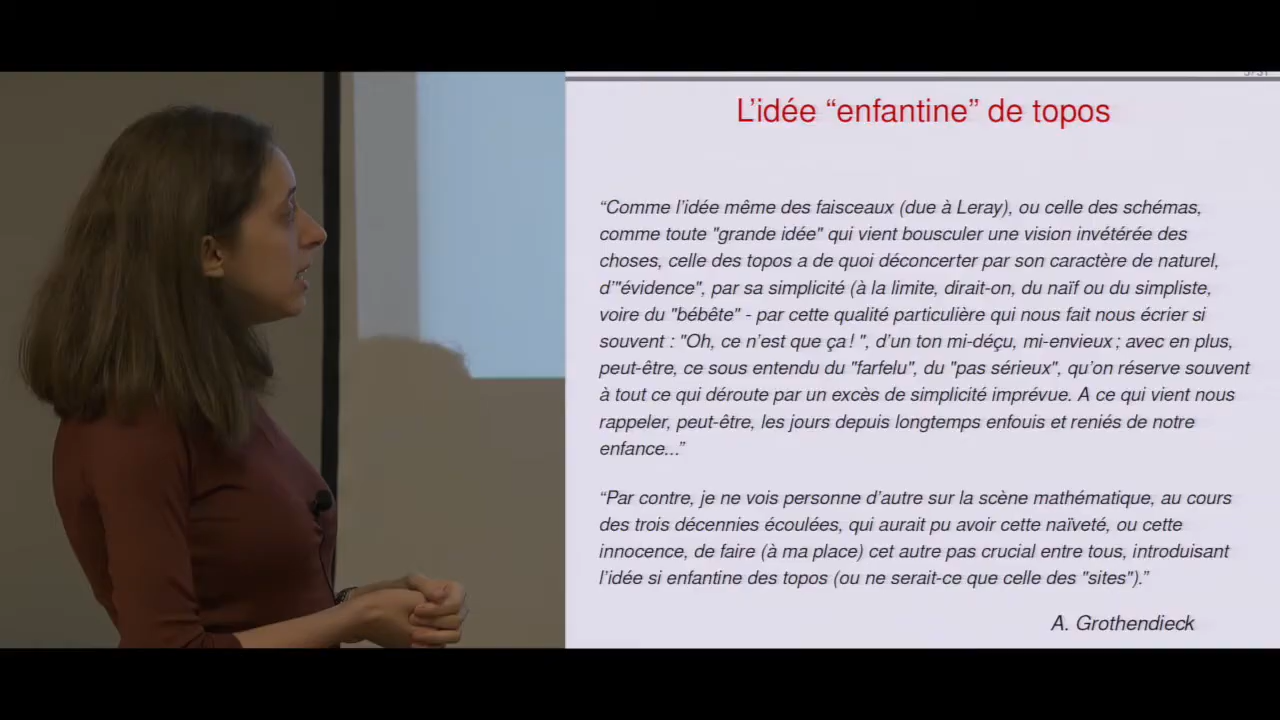 L'idée “enfantine” de topos
“Comme l'idée même des faisceaux (due à Leray), ou celle des schémas,
comme toute "grande idée" qui vient bousculer une vision invétérée des
choses, celle des topos a de quoi déconcerter par son caractère de naturel,
d'"évidence", par sa simplicité (à la limite, dirait-on, du naïf ou du simpliste,
voire du "bébête" - par cette qualité particulière qui nous fait nous écrier si
souvent : "Oh, ce n'est que ça ! ", d'un ton mi-déçu, mi-envieux ; avec en plus,
peut-être, ce sous entendu du "farfelu", du "pas sérieux", qu'on réserve souvent
à tout ce qui déroute par un excès de simplicité imprévue. A ce qui vient nous
rappeler, peut-être, les jours depuis longtemps enfouis et reniés de notre
enfance...”
“Par contre, je ne vois personne d'autre sur la scène mathématique, au cours
des trois décennies écoulées, qui aurait pu avoir cette naïveté, ou cette
innocence, de faire (à ma place) cet autre pas crucial entre tous, introduisant
l'idée si enfantine des topos (ou ne serait-ce que celle des "sites").”
A. Grothendieck